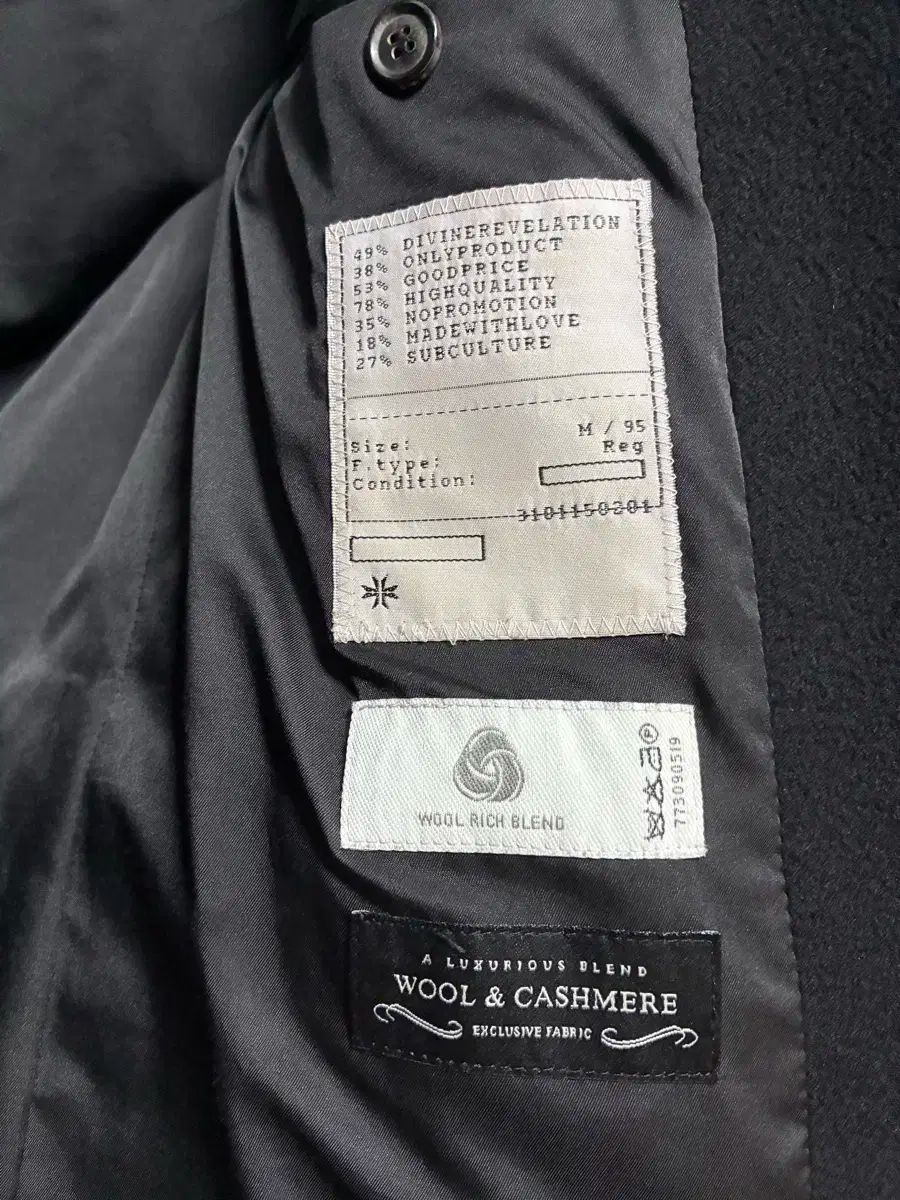 49% DIVINEREVELATION
38% ONLYPRODUCT
53% GOODPRICE
78% HIGHQUALITY
35% NOPROMOTION
18% MADEWITHLOVE
27% SUBCULTURE
Size: M / 95
F.type: Reg
Condition:
3101150201
WOOL RICH BLEND
P
773090519
A LUXURIOUS BLEND
WOOL & CASHMERE
EXCLUSIVE FABRIC